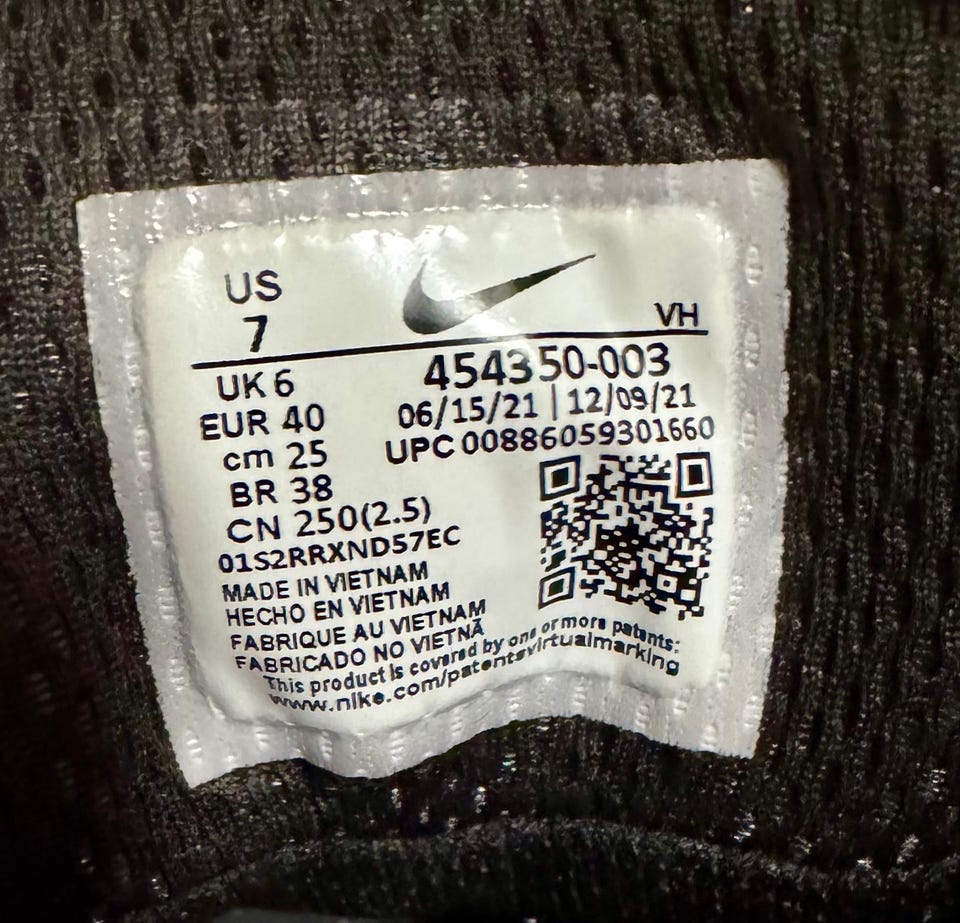 US
7
VH
UK 6
EUR 40
cm 25
BR 38
CN 250(2.5)
454350-003
06/15/21 | 12/09/21
UPC 00886059301660
01S2RRXND57EC
MADE IN VIETNAM
HECHO EN VIETNAM
FABRIQUE AU VIETNAM
FABRICADO NO VIETNÃ
This product is covered by one or more patents:
www.nike.com/patentsvirtualmarking